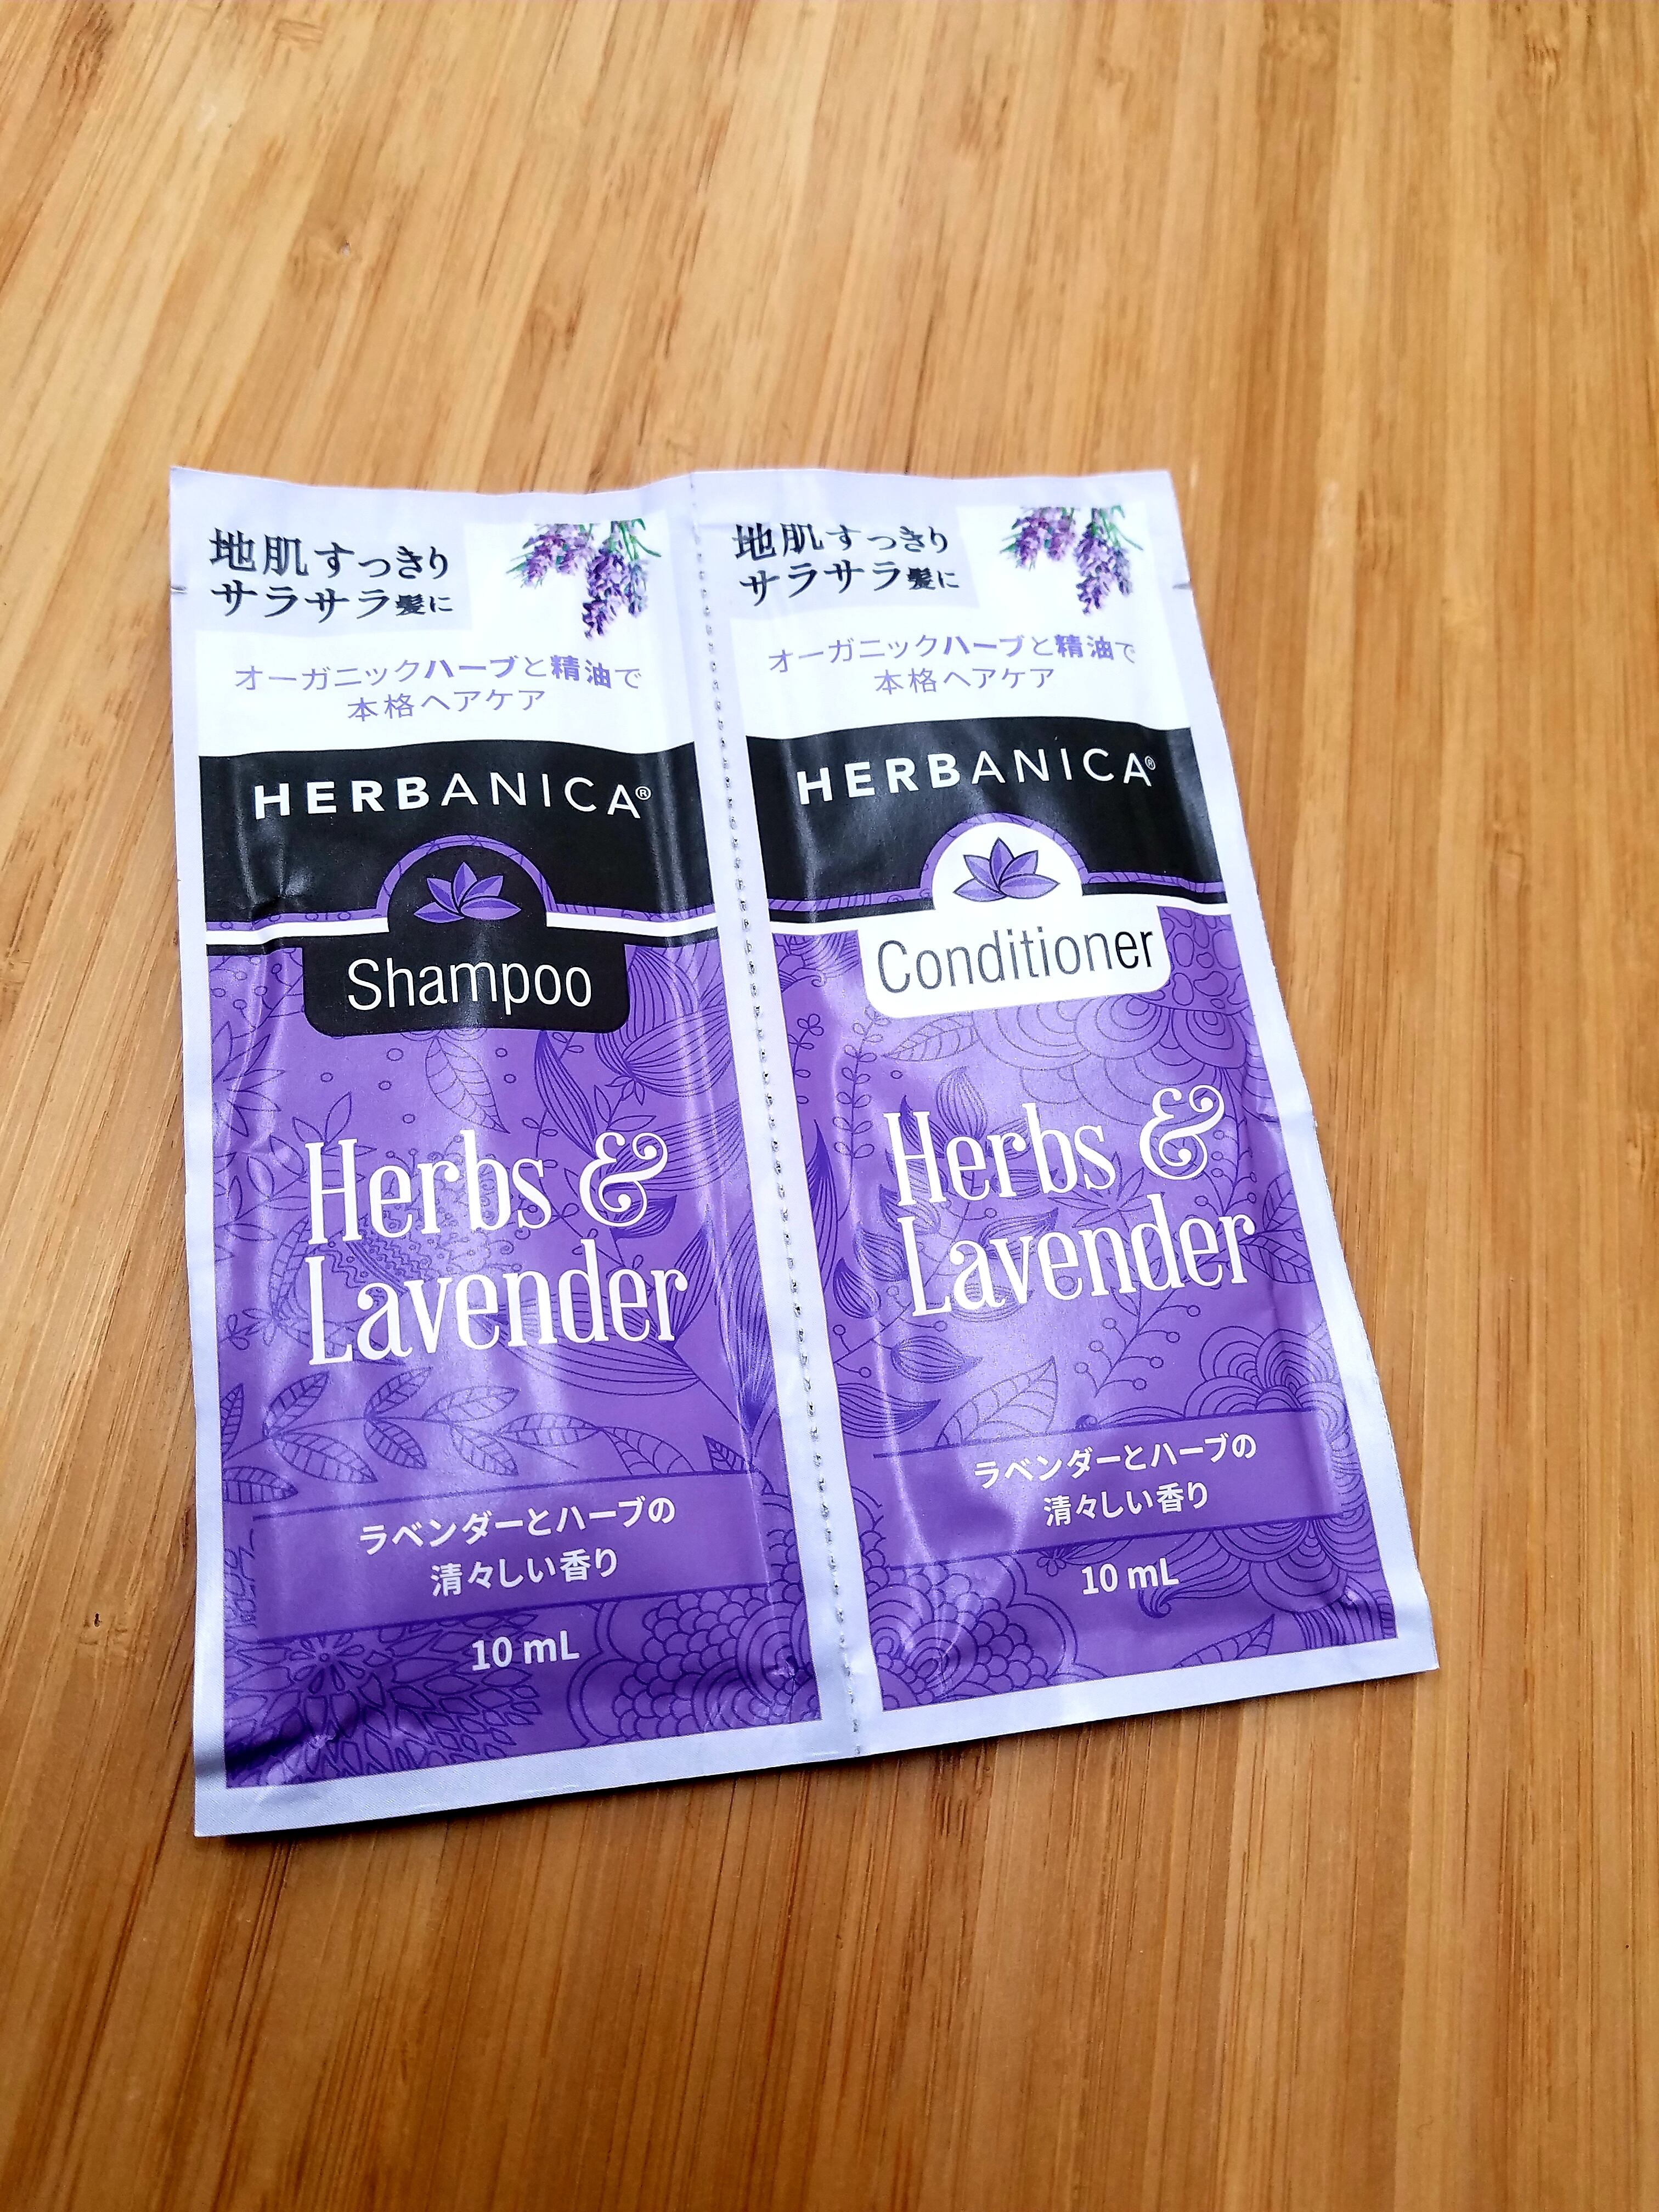 地肌すっきり
サラサラ髪に
オーガニックハーブと精油で
本格ヘアケア
HERBANICA®
Shampoo
Herbs &
Lavender
ラベンダーとハーブの
清々しい香り
10 mL
地肌すっきり
サラサラ髪に
オーガニックハーブと精油で
本格ヘアケア
HERBANICA®
Conditioner
Herbs &
Lavender
ラベンダーとハーブの
清々しい香り
10 mL